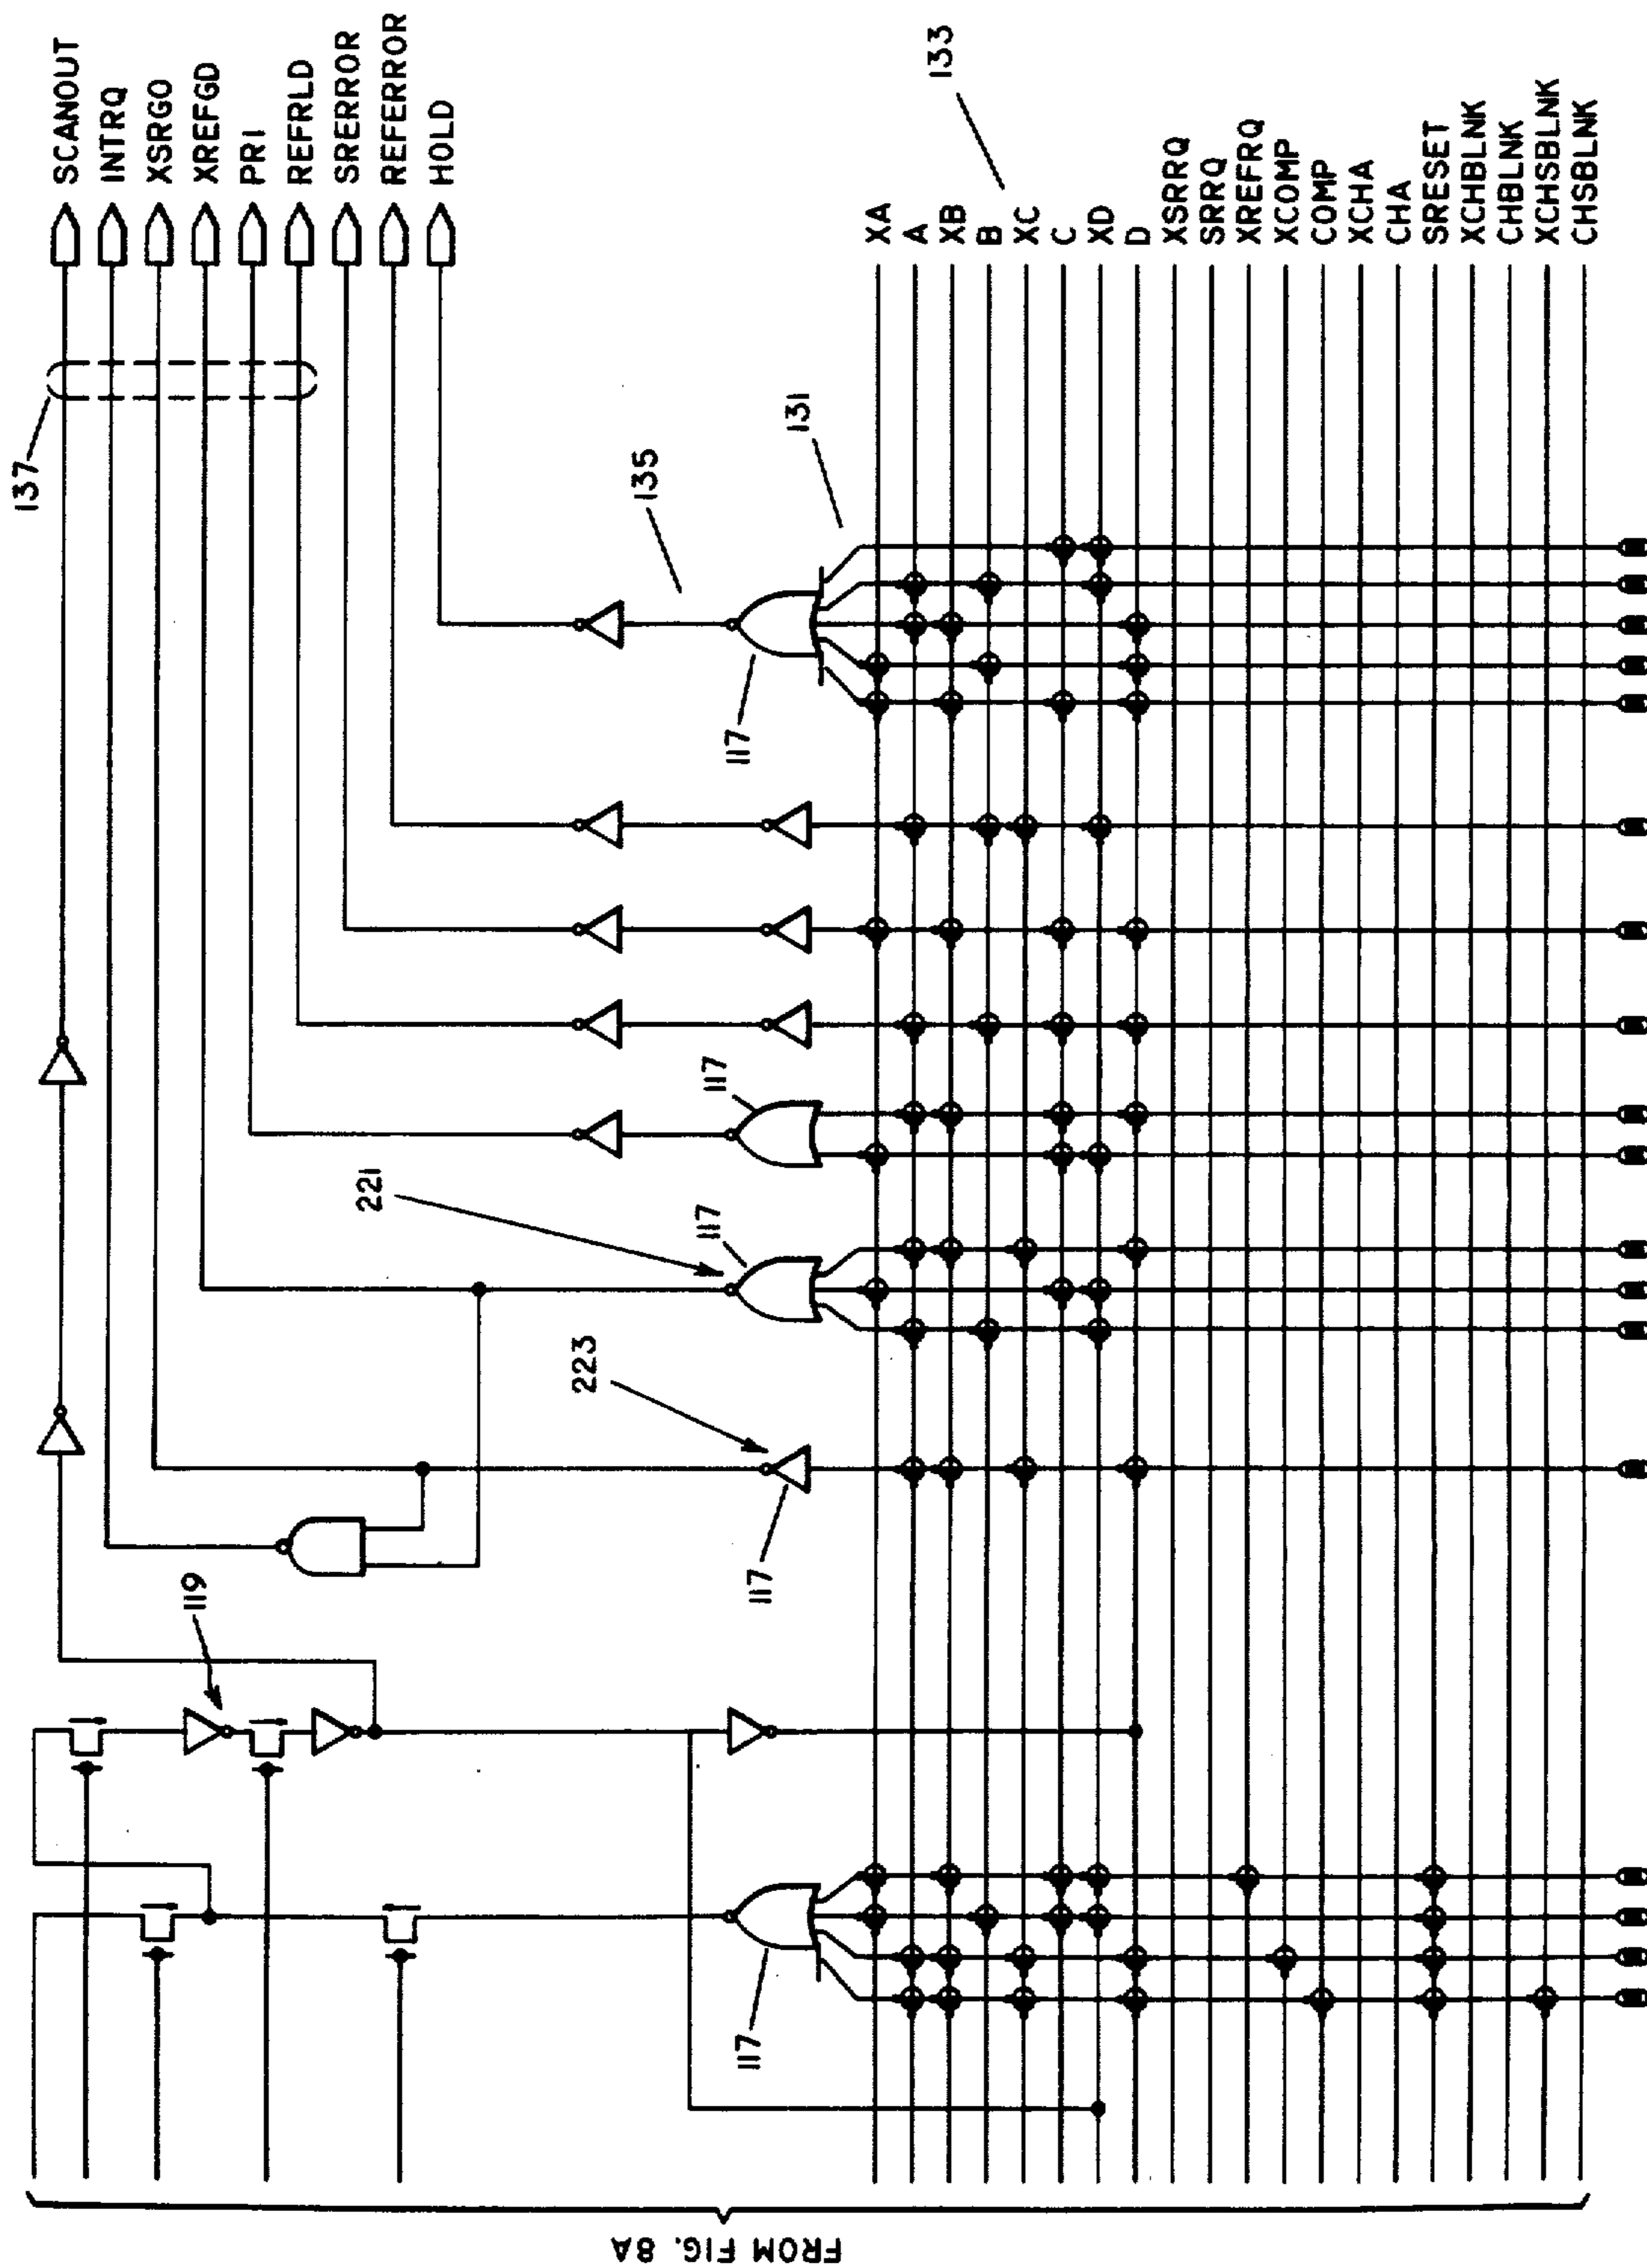 137
SCANOUT
INTRQ
XSRGO
XREFGD
PRI
REFRLD
SRERROR
REFERROR
HOLD
133
135
131
117
117
221
117
223
117
119
117
XA
A
XB
B
XC
C
XD
D
XSRRQ
SRRQ
XREFRQ
XCOMP
COMP
XCHA
CHA
SRESET
XCHBLNK
CHBLNK
XCHSBLNK
CHSBLNK
FROM FIG. 8A